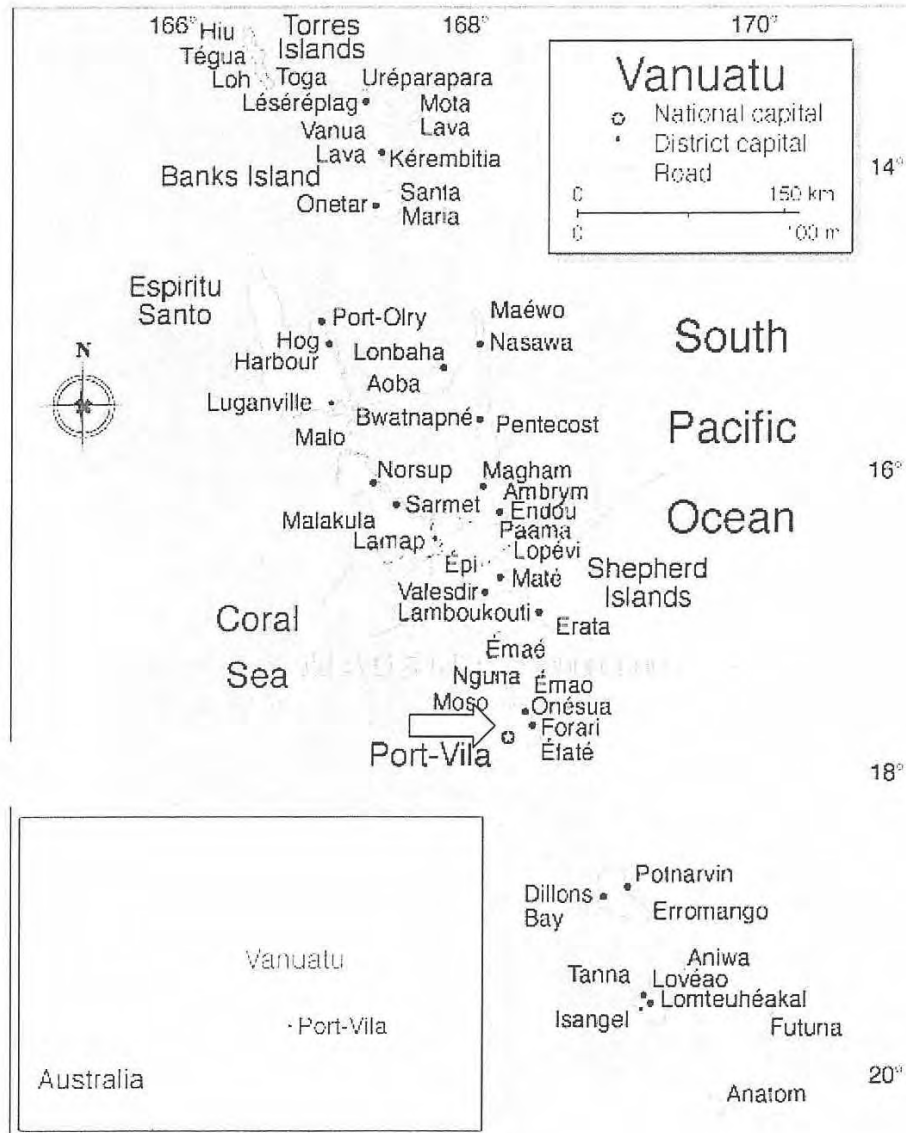 166° 168° 170°
Hiu
Torres
Islands
Tégua
Loh
Toga
Uréparapara
Léséréplag
Mota
Lava
Vanua
Lava
Kérembitia
Banks Island
Onetar
Santa
Maria
Vanuatu
National capital
District capital
Road
0 150 km
0 100 m
14°
Espiritu
Santo
Port-Olry
Hog
Harbour
Maéwo
Nasawa
Lonbaha
Aoba
N
Luganville
Malo
Bwatnapné
Pentecost
South
Pacific
Ocean
16°
Norsup
Sarmet
Malakula
Lamap
Magham
Ambrym
Endou
Paama
Lopévi
Épi
Maté
Shepherd
Islands
Valesdir
Lamboukouti
Erata
Coral
Sea
Émaé
Nguna
Émao
Moso
Onésua
Forari
Éfaté
Port-Vila
18°
Potnarvin
Dillons
Bay
Erromango
Aniwa
Tanna
Lovéao
Lomteuhéakal
Isangel
Futuna
20°
Anatom
Vanuatu
Port-Vila
Australia